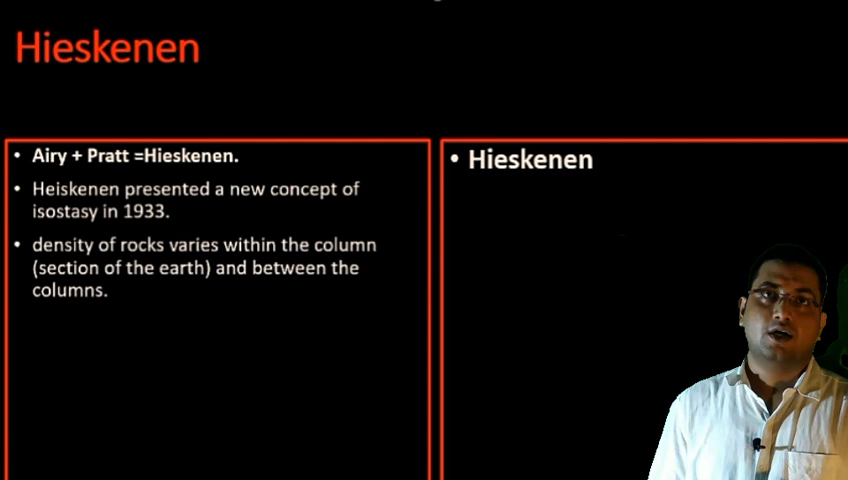 Hieskenen
• Airy + Pratt =Hieskenen.
• Heiskenen presented a new concept of
isostasy in 1933.
• density of rocks varies within the column
(section of the earth) and between the
columns.
• Hieskenen